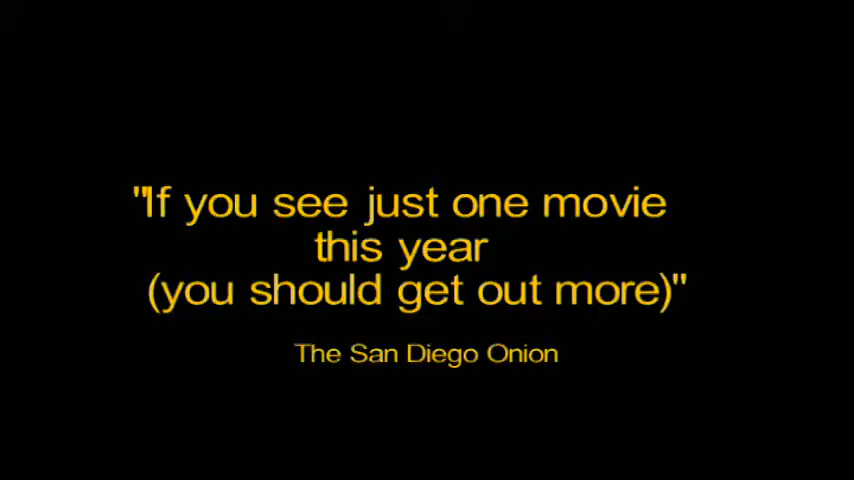 "If you see just one movie
this year
(you should get out more)"
The San Diego Onion